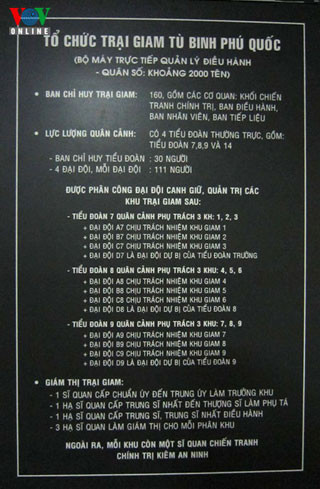 VOV
ONLINE
TỔ CHỨC TRẠI GIAM TÙ BINH PHÚ QUỐC
(BỘ MÁY TRỰC TIẾP QUẢN LÝ ĐIỀU HÀNH
- QUÂN SỐ: KHOẢNG 2000 TÊN)
• BAN CHỈ HUY TRẠI GIAM: 160, GỒM CÁC CƠ QUAN: KHỐI CHIẾN
TRANH CHÍNH TRỊ, BAN ĐIỀU HÀNH,
BAN NHÂN VIÊN, BAN TIẾP LIỆU
• LỰC LƯỢNG QUÂN CẢNH: CÓ 4 TIỂU ĐOÀN THƯỜNG TRỰC, GỒM:
TIỂU ĐOÀN 7,8,9 VÀ 14
- BAN CHỈ HUY TIỂU ĐOÀN : 30 NGƯỜI
- 4 ĐẠI ĐỘI, MỖI ĐẠI ĐỘI : 111 NGƯỜI
ĐƯỢC PHÂN CÔNG ĐẠI ĐỘI CANH GIỮ, QUẢN TRỊ CÁC
KHU TRẠI GIAM SAU:
- TIỂU ĐOÀN 7 QUÂN CẢNH PHỤ TRÁCH 3 KH: 1, 2, 3
+ ĐẠI ĐỘI A7 CHỊU TRÁCH NHIỆM KHU GIAM 1
+ ĐẠI ĐỘI B7 CHỊU TRÁCH NHIỆM KHU GIAM 2
+ ĐẠI ĐỘI C7 CHỊU TRÁCH NHIỆM KHU GIAM 3
+ ĐẠI ĐỘI D7 LÀ ĐẠI ĐỘI DỰ BỊ CỦA TIỂU ĐOÀN TRƯỞNG
- TIỂU ĐOÀN 8 QUÂN CẢNH PHỤ TRÁCH 3 KHU: 4, 5, 6
+ ĐẠI ĐỘI A8 CHỊU TRÁCH NHIỆM KHU GIAM 4
+ ĐẠI ĐỘI B8 CHỊU TRÁCH NHIỆM KHU GIAM 5
+ ĐẠI ĐỘI C8 CHỊU TRÁCH NHIỆM KHU GIAM 6
+ ĐẠI ĐỘI D8 LÀ ĐẠI ĐỘI DỰ BỊ CỦA TIỂU ĐOÀN 8
- TIỂU ĐOÀN 9 QUÂN CẢNH PHỤ TRÁCH 3 KHU: 7, 8, 9
+ ĐẠI ĐỘI A9 CHỊU TRÁCH NHIỆM KHU GIAM 7
+ ĐẠI ĐỘI B9 CHỊU TRÁCH NHIỆM KHU GIAM 8
+ ĐẠI ĐỘI C9 CHỊU TRÁCH NHIỆM KHU GIAM 9
+ ĐẠI ĐỘI D9 LÀ ĐẠI ĐỘI DỰ BỊ CỦA TIỂU ĐOÀN 9
• GIÁM THỊ TRẠI GIAM:
- 1 SĨ QUAN CẤP CHUẨN ÚY ĐẾN TRUNG ÚY LÀM TRƯỞNG KHU
- 1 HẠ SĨ QUAN CẤP TRUNG SĨ NHẤT ĐẾN THƯỢNG SĨ LÀM PHỤ TÁ
- 1 HẠ SĨ QUAN CẤP TRUNG SĨ, TRUNG SĨ NHẤT ĐIỀU HÀNH
- 3 HẠ SĨ QUAN LÀM GIÁM THỊ CHO MỖI PHÂN KHU
NGOÀI RA, MỖI KHU CÒN MỘT SĨ QUAN CHIẾN TRANH
CHÍNH TRỊ KIÊM AN NINH